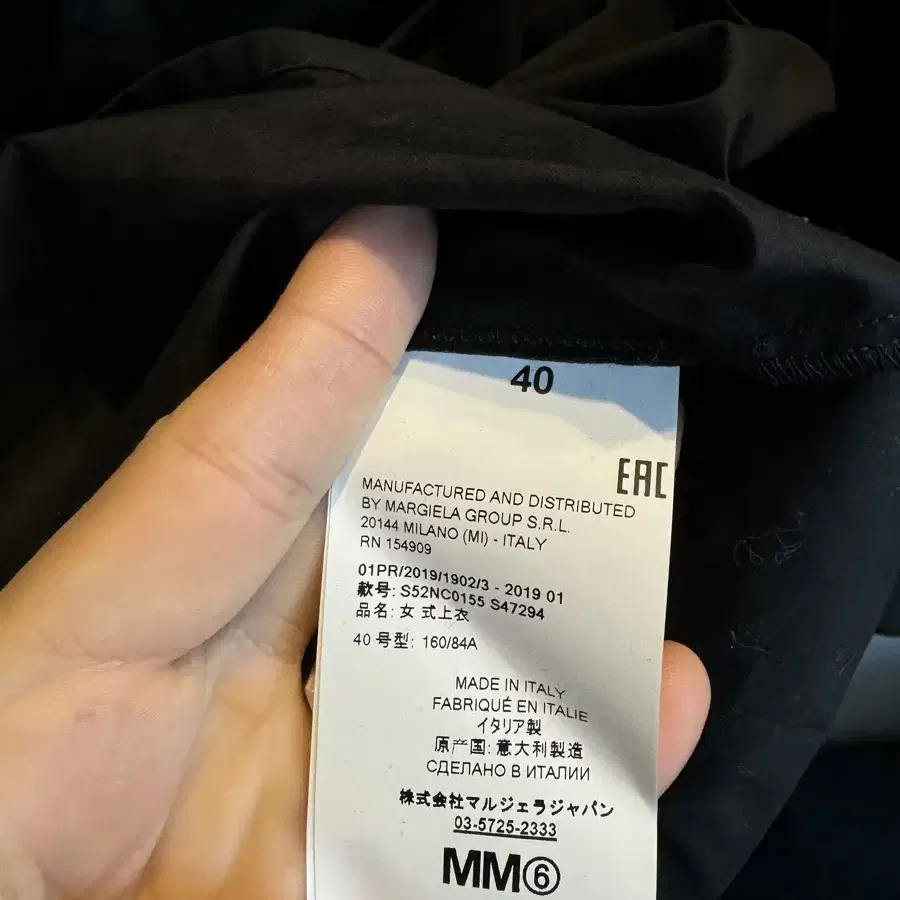 40
EAC
MANUFACTURED AND DISTRIBUTED
BY MARGIELA GROUP S.R.L.
20144 MILANO (MI) - ITALY
RN 154909
01PR/2019/1902/3 - 2019 01
款号: S52NC0155 S47294
品名: 女 式上衣
40 号型: 160/84A
MADE IN ITALY
FABRIQUÉ EN ITALIE
イタリア製
原产国: 意大利製造
СДЕЛАНО В ИТАЛИИ
株式会社マルジェラジャパン
03-5725-2333
MM⑥